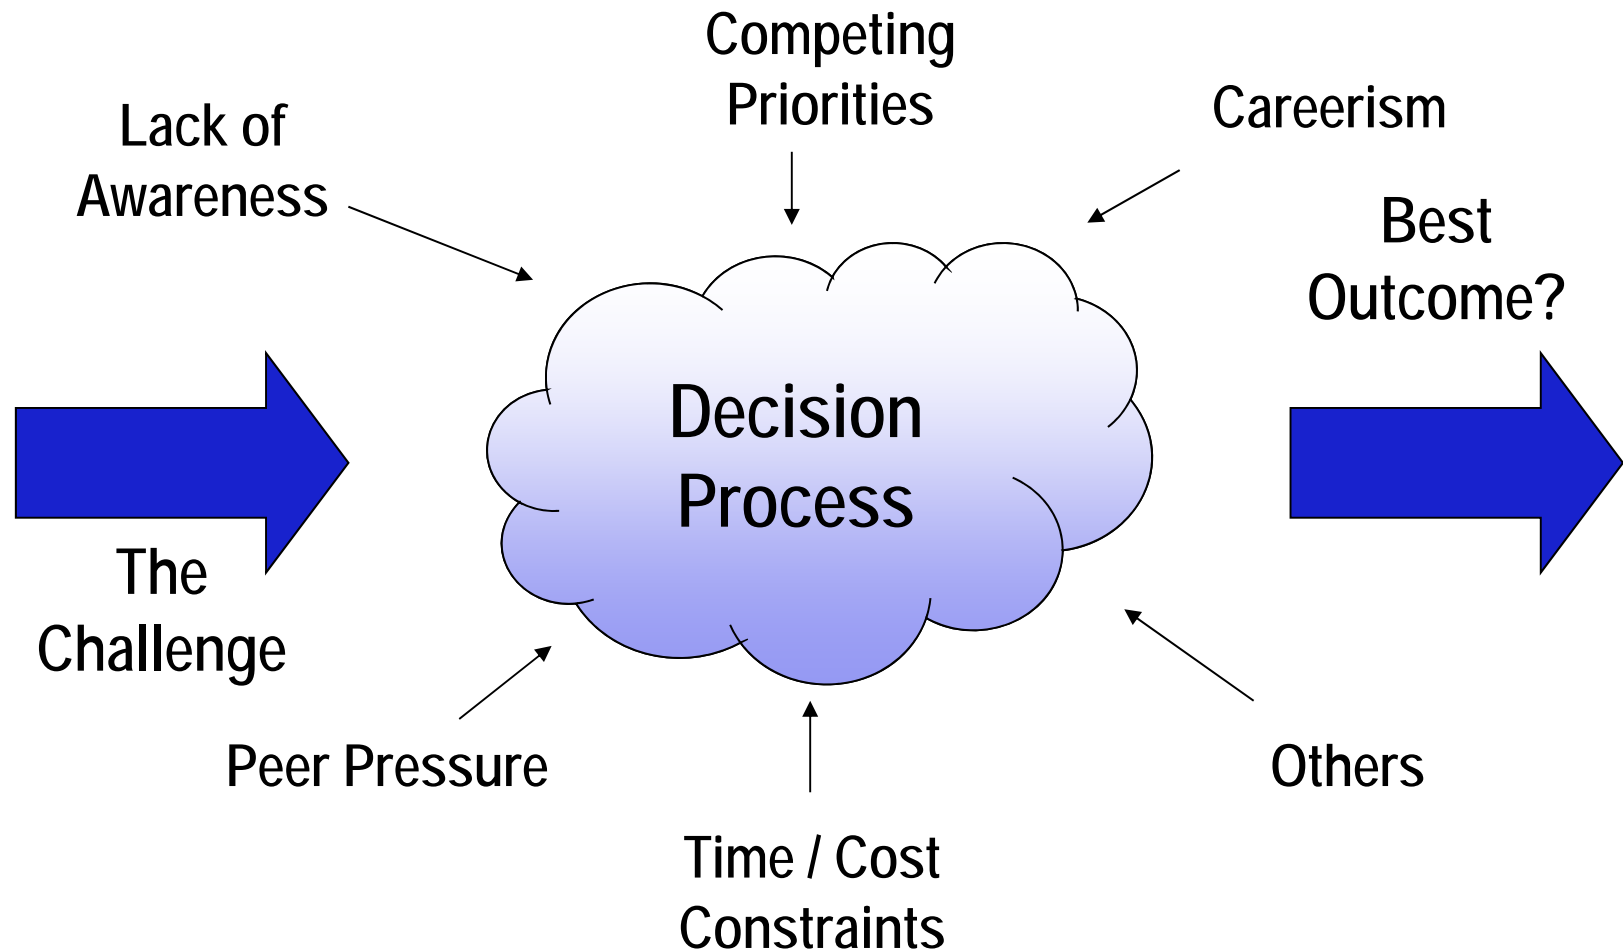 Competing
Priorities
Lack of
Awareness
Careerism
Best
Outcome?
Decision
Process
The
Challenge
Peer Pressure
Others
Time / Cost
Constraints